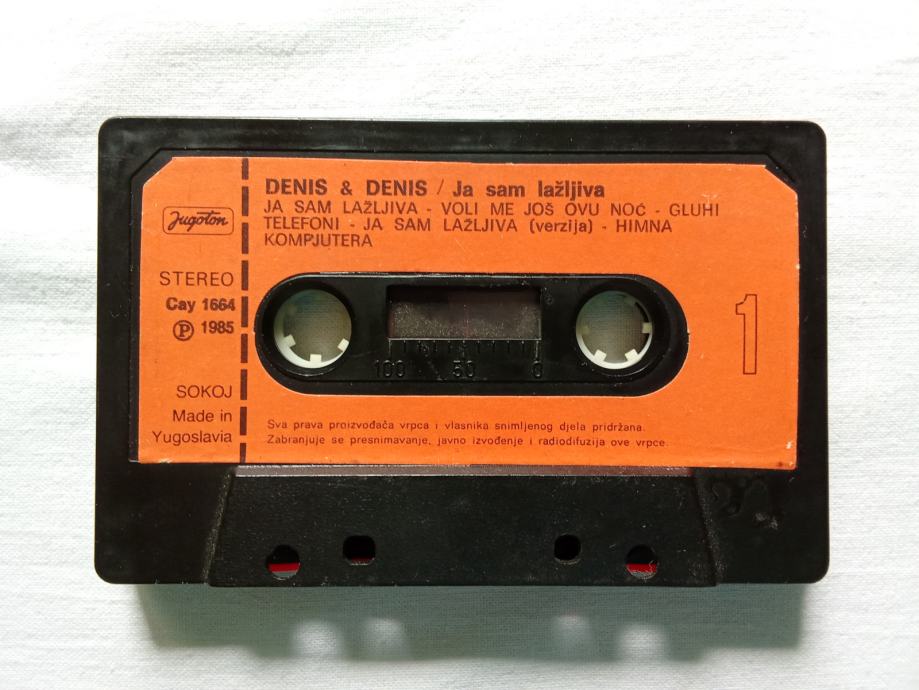 DENIS & DENIS / Ja sam lažljiva
JA SAM LAŽLJIVA - VOLI ME JOŠ OVU NOĆ - GLUHI
TELEFONI - JA SAM LAŽLJIVA (verzija) - HIMNA
KOMPJUTERA
Jugoton
STEREO
Cay 1664
Ⓟ 1985
SOKOJ
Made in
Yugoslavia
100 50 0
1
Sva prava proizvođača vrpca i vlasnika snimljenog djela pridržana.
Zabranjuje se presnimavanje, javno izvođenje i radiodifuzija ove vrpce.